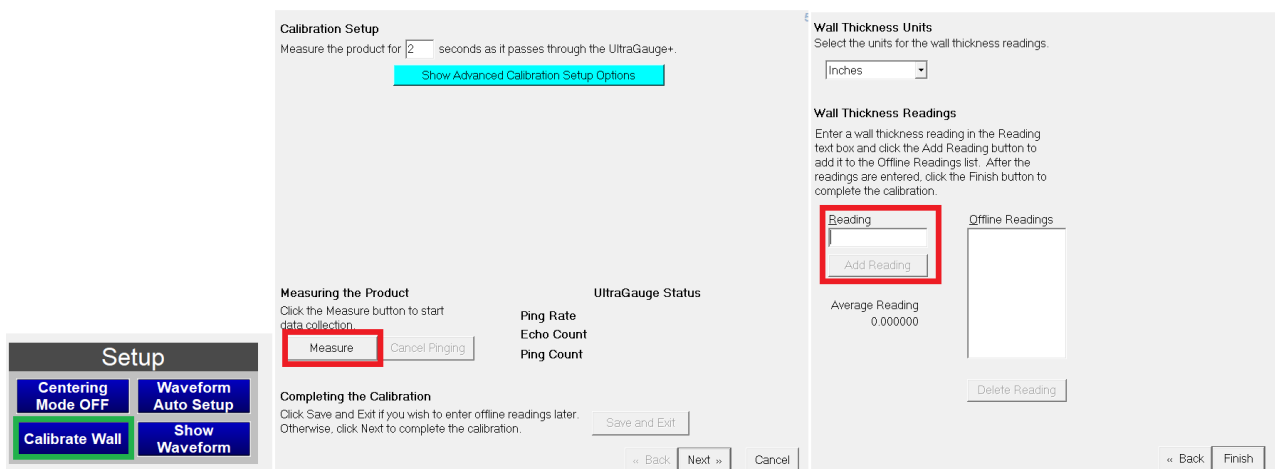 Setup
Centering
Mode OFF
Waveform
Auto Setup
Calibrate Wall
Show
Waveform
Calibration Setup
Measure the product for 2 seconds as it passes through the UltraGauge+.
Show Advanced Calibration Setup Options
Measuring the Product
Click the Measure button to start
data collection.
Measure
Cancel Pinging
UltraGauge Status
Ping Rate
Echo Count
Ping Count
Completing the Calibration
Click Save and Exit if you wish to enter offline readings later.
Otherwise, click Next to complete the calibration.
Save and Exit
« Back
Next »
Cancel
Wall Thickness Units
Select the units for the wall thickness readings.
Inches
Wall Thickness Readings
Enter a wall thickness reading in the Reading
text box and click the Add Reading button to
add it to the Offline Readings list. After the
readings are entered, click the Finish button to
complete the calibration.
Reading
Add Reading
Offline Readings
Average Reading
0.000000
Delete Reading
« Back
Finish